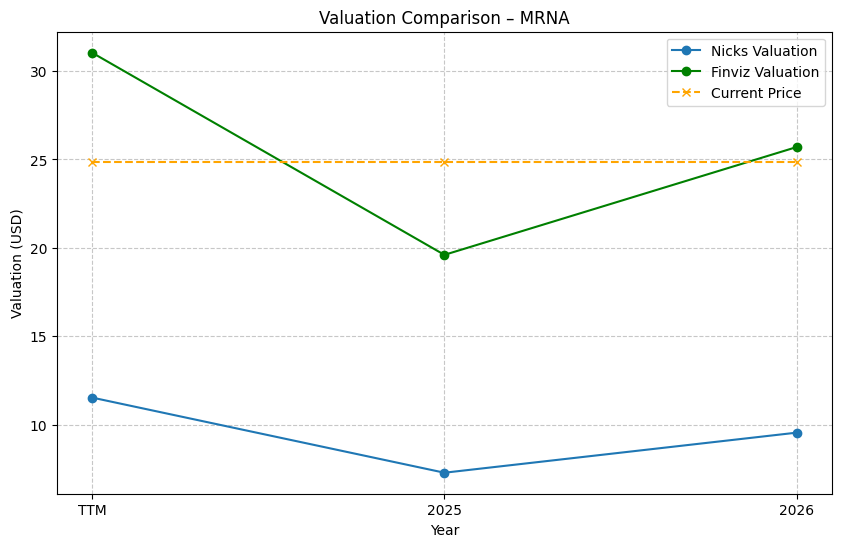 Valuation Comparison – MRNA
Nicks Valuation
Finviz Valuation
Current Price
Valuation (USD)
30
25
20
15
10
TTM
2025
2026
Year